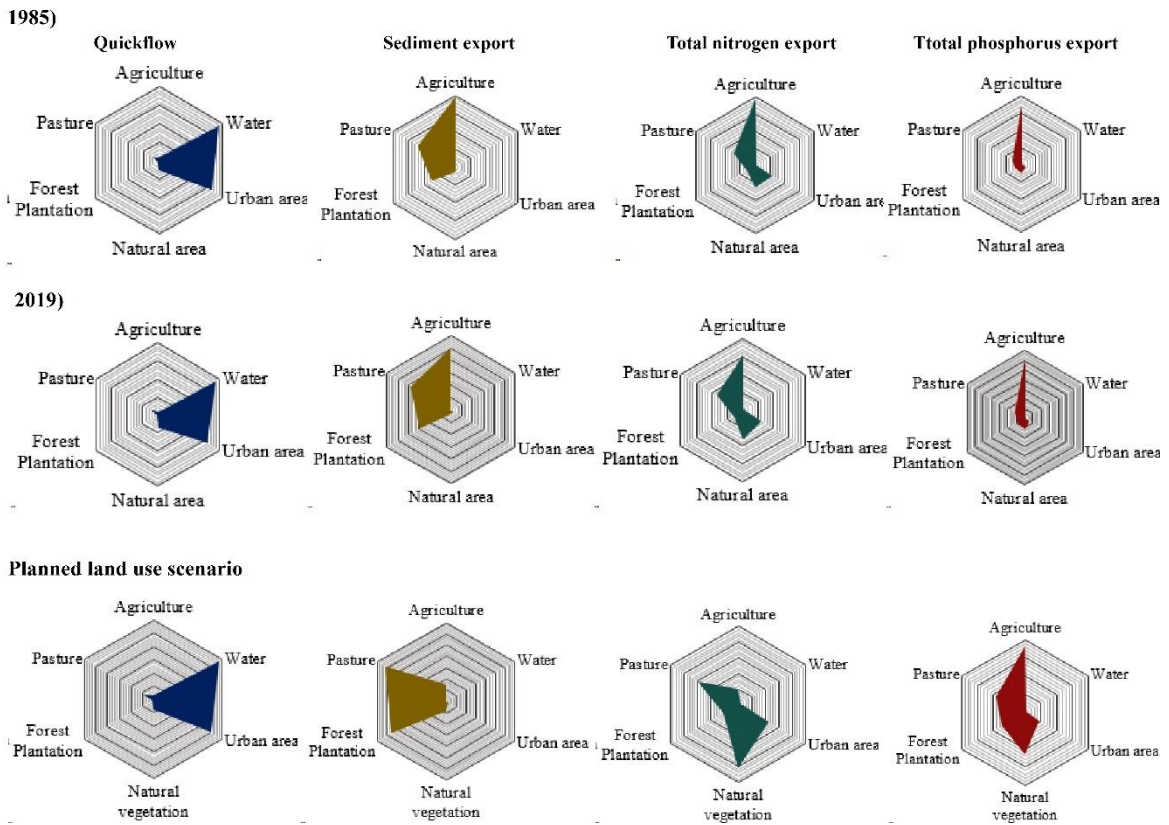 1985)
Quickflow
Sediment export
Total nitrogen export
Ttotal phosphorus export
Agriculture
Pasture
Water
Forest
Plantation
Urban area
Natural area
Agriculture
Pasture
Water
Forest
Plantation
Urban area
Natural area
Agriculture
Pasture
Water
Forest
Plantation
Urban are
Natural area
Agriculture
Pasture
Water
Forest
Plantation
Urban area
Natural area
2019)
Agriculture
Pasture
Water
Forest
Plantation
Urban area
Natural area
Agriculture
Pasture
Water
Forest
Plantation
Urban area
Natural area
Agriculture
Pasture
Water
Forest
Plantation
Urban area
Natural area
Agriculture
Pasture
Water
Forest
Plantation
Urban area
Natural area
Planned land use scenario
Agriculture
Pasture
Water
Forest
Plantation
Urban area
Natural
vegetation
Agriculture
Pasture
Water
Forest
Plantation
Urban area
Natural
vegetation
Agriculture
Pasture
Water
Forest
Plantation
Urban area
Natural
vegetation
Agriculture
Pasture
Water
Forest
Plantation
Urban area
Natural
vegetation